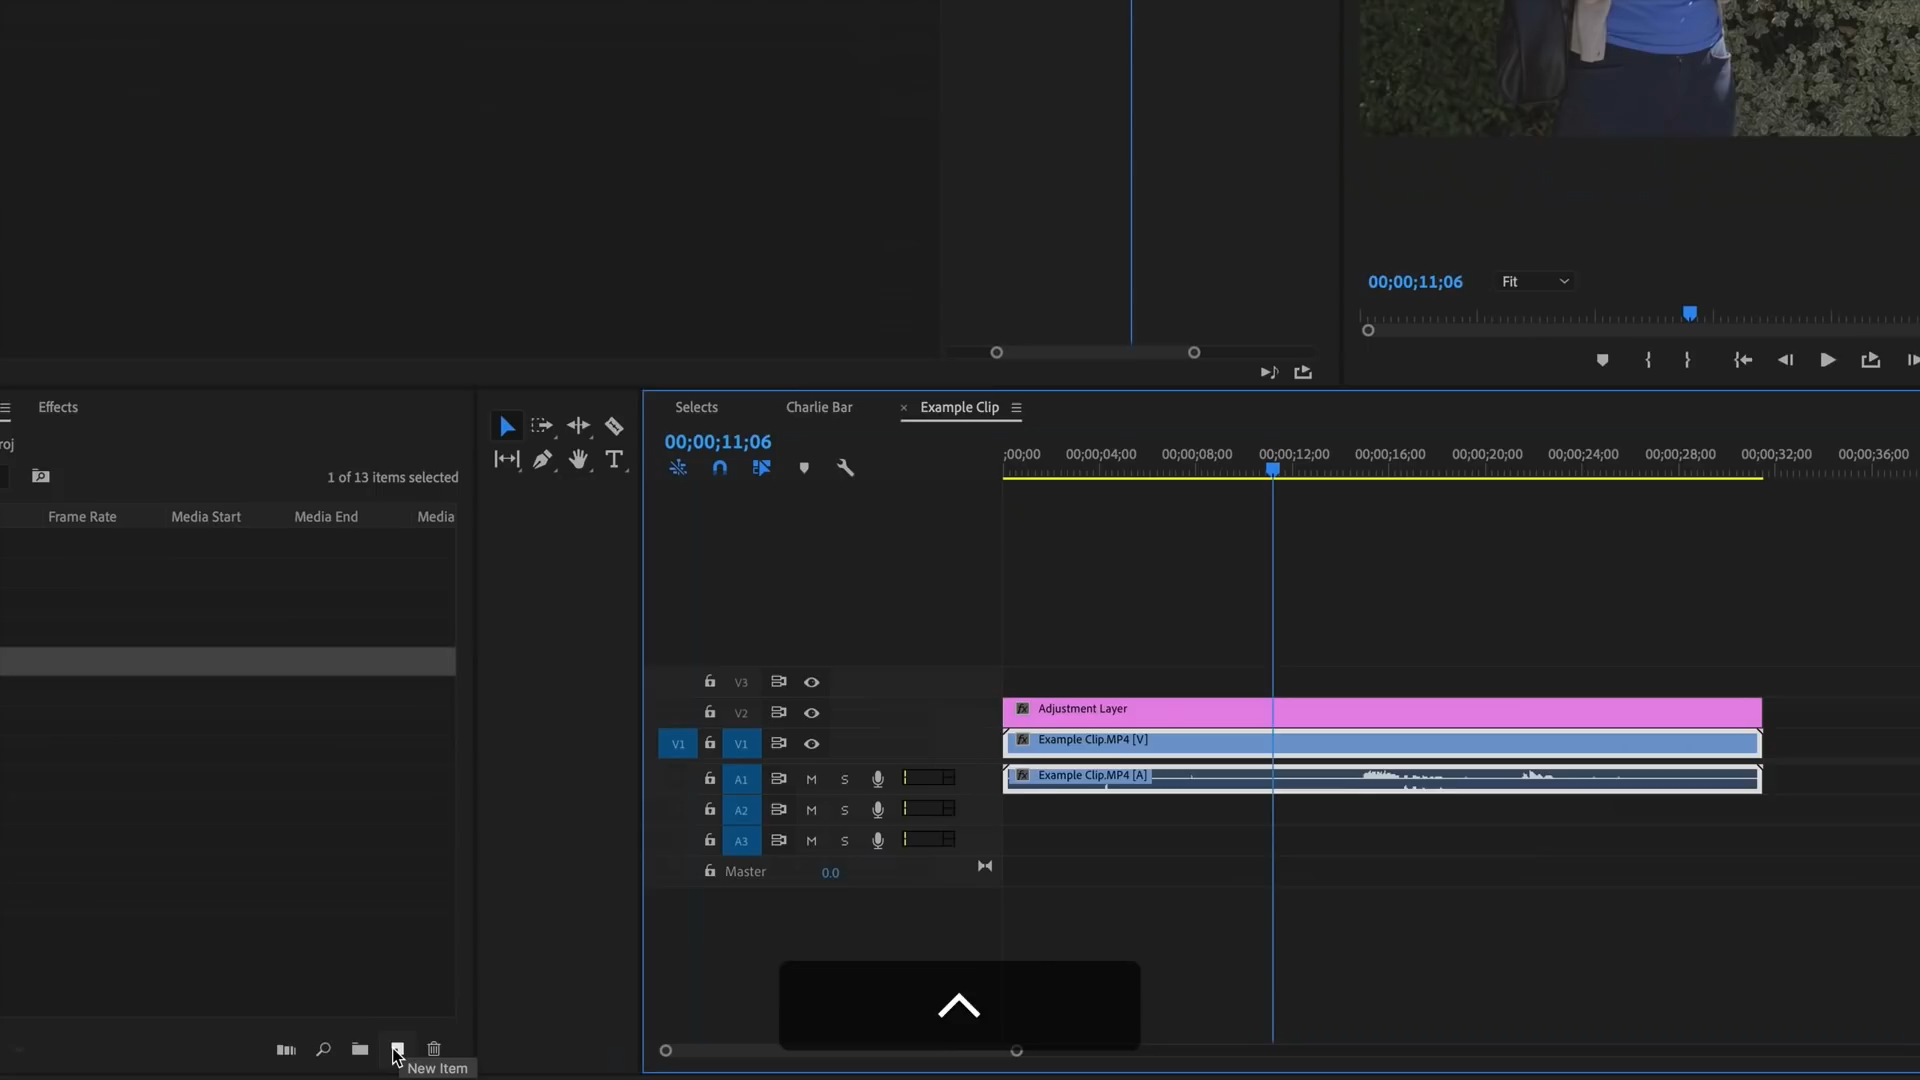 00;00;11;06
Fit
Effects
Selects
Charlie Bar
Example Clip
roj
00;00;11;06
1 of 13 items selected
;00;00
00;00;04;00
00;00;08;00
00;00;12;00
00;00;16;00
00;00;20;00
00;00;24;00
00;00;28;00
00;00;32;00
00;00;36;00
Frame Rate
Media Start
Media End
Media
V3
V2
fx Adjustment Layer
V1
V1
fx Example Clip.MP4 [V]
A1
M
S
fx Example Clip.MP4 [A]
A2
M
S
A3
M
S
Master
0.0
New Item